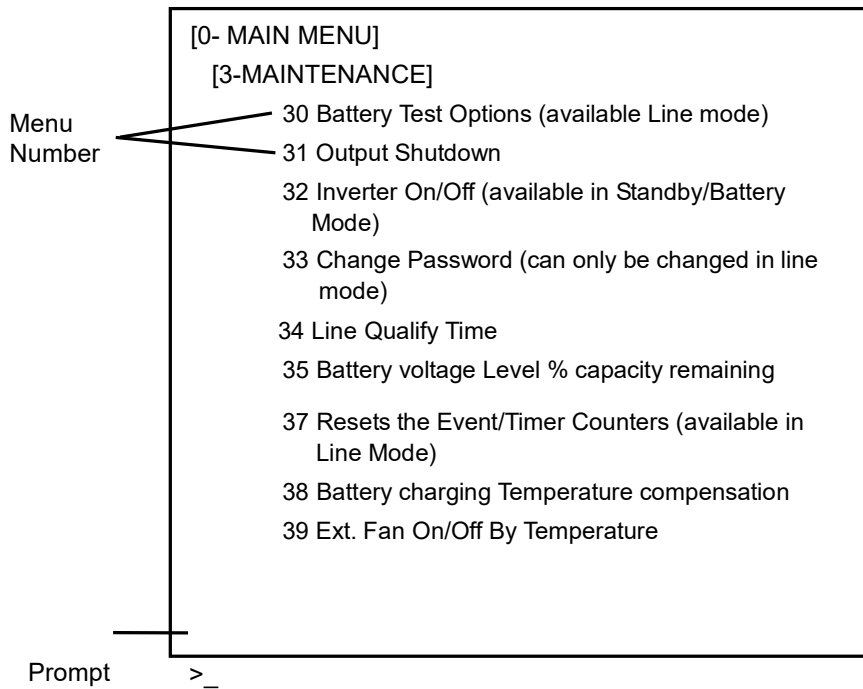 [0- MAIN MENU]
[3-MAINTENANCE]
Menu
Number
30 Battery Test Options (available Line mode)
31 Output Shutdown
32 Inverter On/Off (available in Standby/Battery
Mode)
33 Change Password (can only be changed in line
mode)
34 Line Qualify Time
35 Battery voltage Level % capacity remaining
37 Resets the Event/Timer Counters (available in
Line Mode)
38 Battery charging Temperature compensation
39 Ext. Fan On/Off By Temperature
Prompt
>_